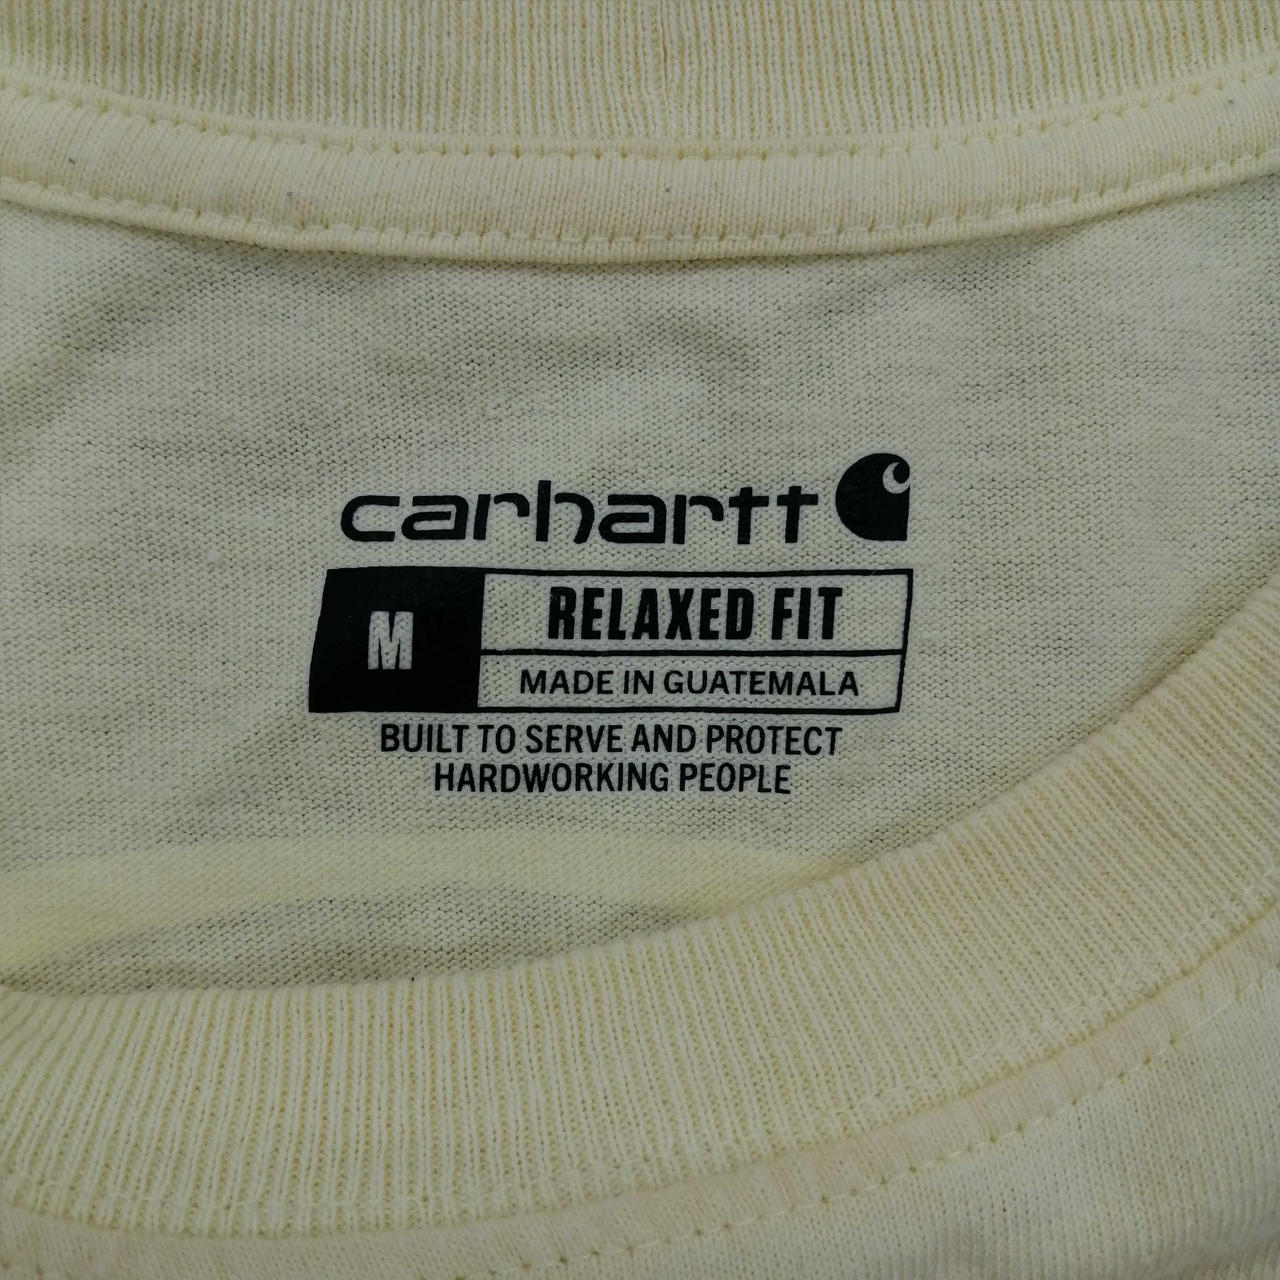 carhartt
M
RELAXED FIT
MADE IN GUATEMALA
BUILT TO SERVE AND PROTECT
HARDWORKING PEOPLE